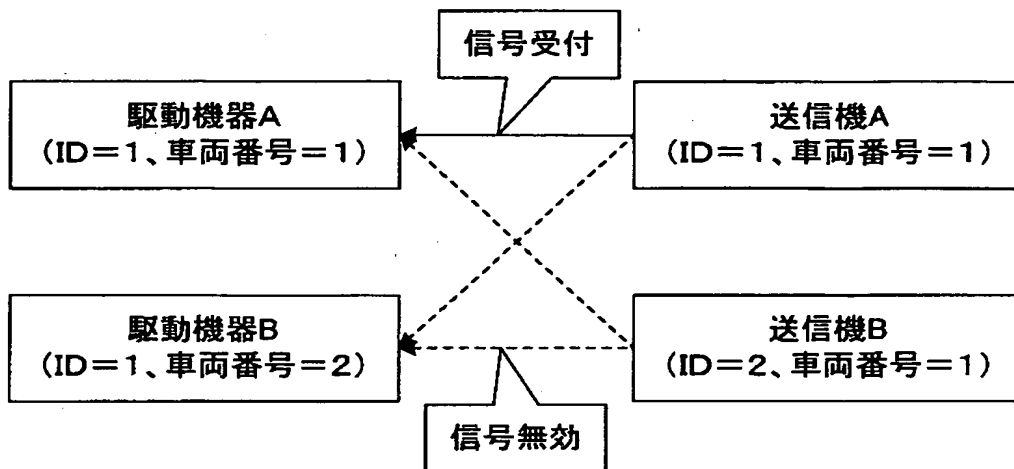 信号受付
駆動機器A
(ID=1、車両番号=1)
送信機A
(ID=1、車両番号=1)
駆動機器B
(ID=1、車両番号=2)
送信機B
(ID=2、車両番号=1)
信号無効